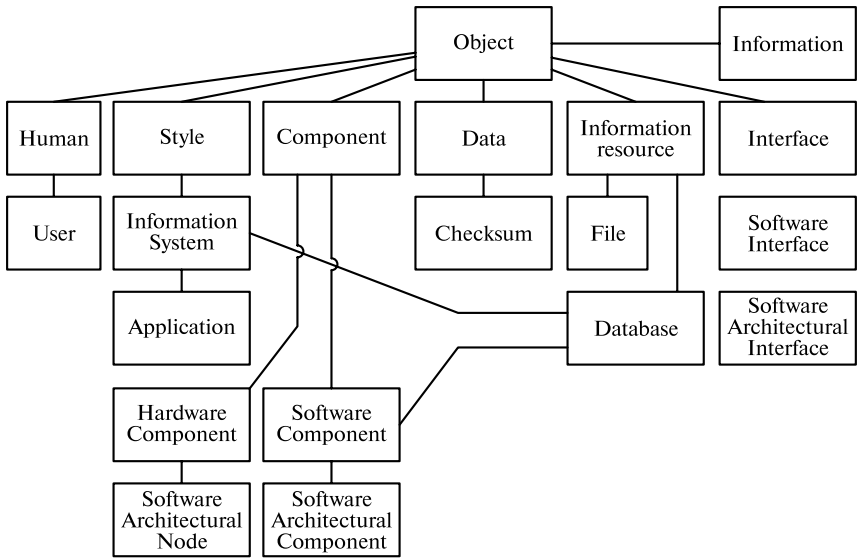 Object
Information
Human
Style
Component
Data
Information
resource
Interface
User
Information
System
Checksum
File
Software
Interface
Application
Database
Software
Architectural
Interface
Hardware
Component
Software
Component
Software
Architectural
Node
Software
Architectural
Component